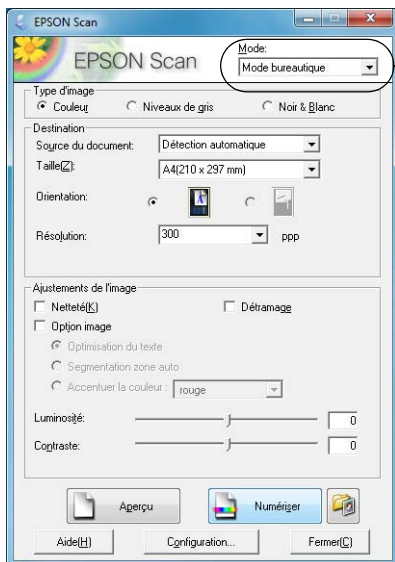 EPSON Scan
EPSON Scan
Mode:
Mode bureautique
Type d'image
Couleur Niveaux de gris Noir & Blanc
Destination
Source du document: Détection automatique
Taille(Z): A4(210 x 297 mm)
Orientation:
Résolution: 300 ppp
Ajustements de l'image
Netteté(K) Détramage
Option image
Optimisation du texte
Segmentation zone auto
Accentuer la couleur : rouge
Luminosité: 0
Contraste: 0
Aperçu Numériser
Aide(H) Configuration... Fermer(C)